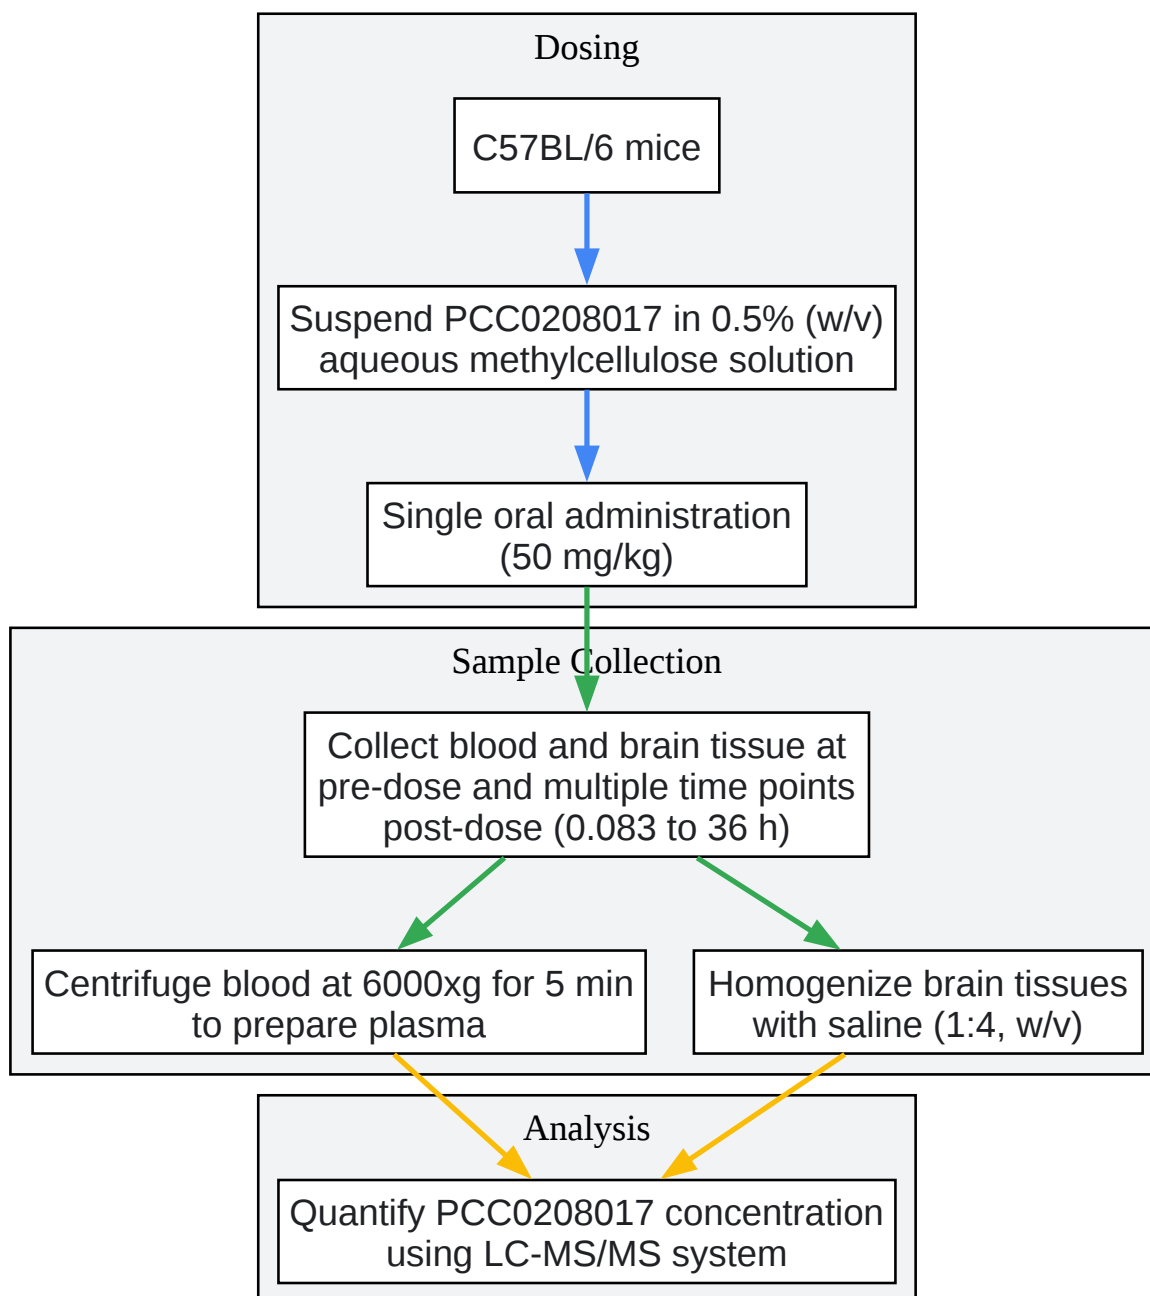 Dosing
C57BL/6 mice
Suspend PCC0208017 in 0.5% (w/v)
aqueous methylcellulose solution
Single oral administration
(50 mg/kg)
Sample Collection
Collect blood and brain tissue at
pre-dose and multiple time points
post-dose (0.083 to 36 h)
Centrifuge blood at 6000xg for 5 min
to prepare plasma
Homogenize brain tissues
with saline (1:4, w/v)
Analysis
Quantify PCC0208017 concentration
using LC-MS/MS system